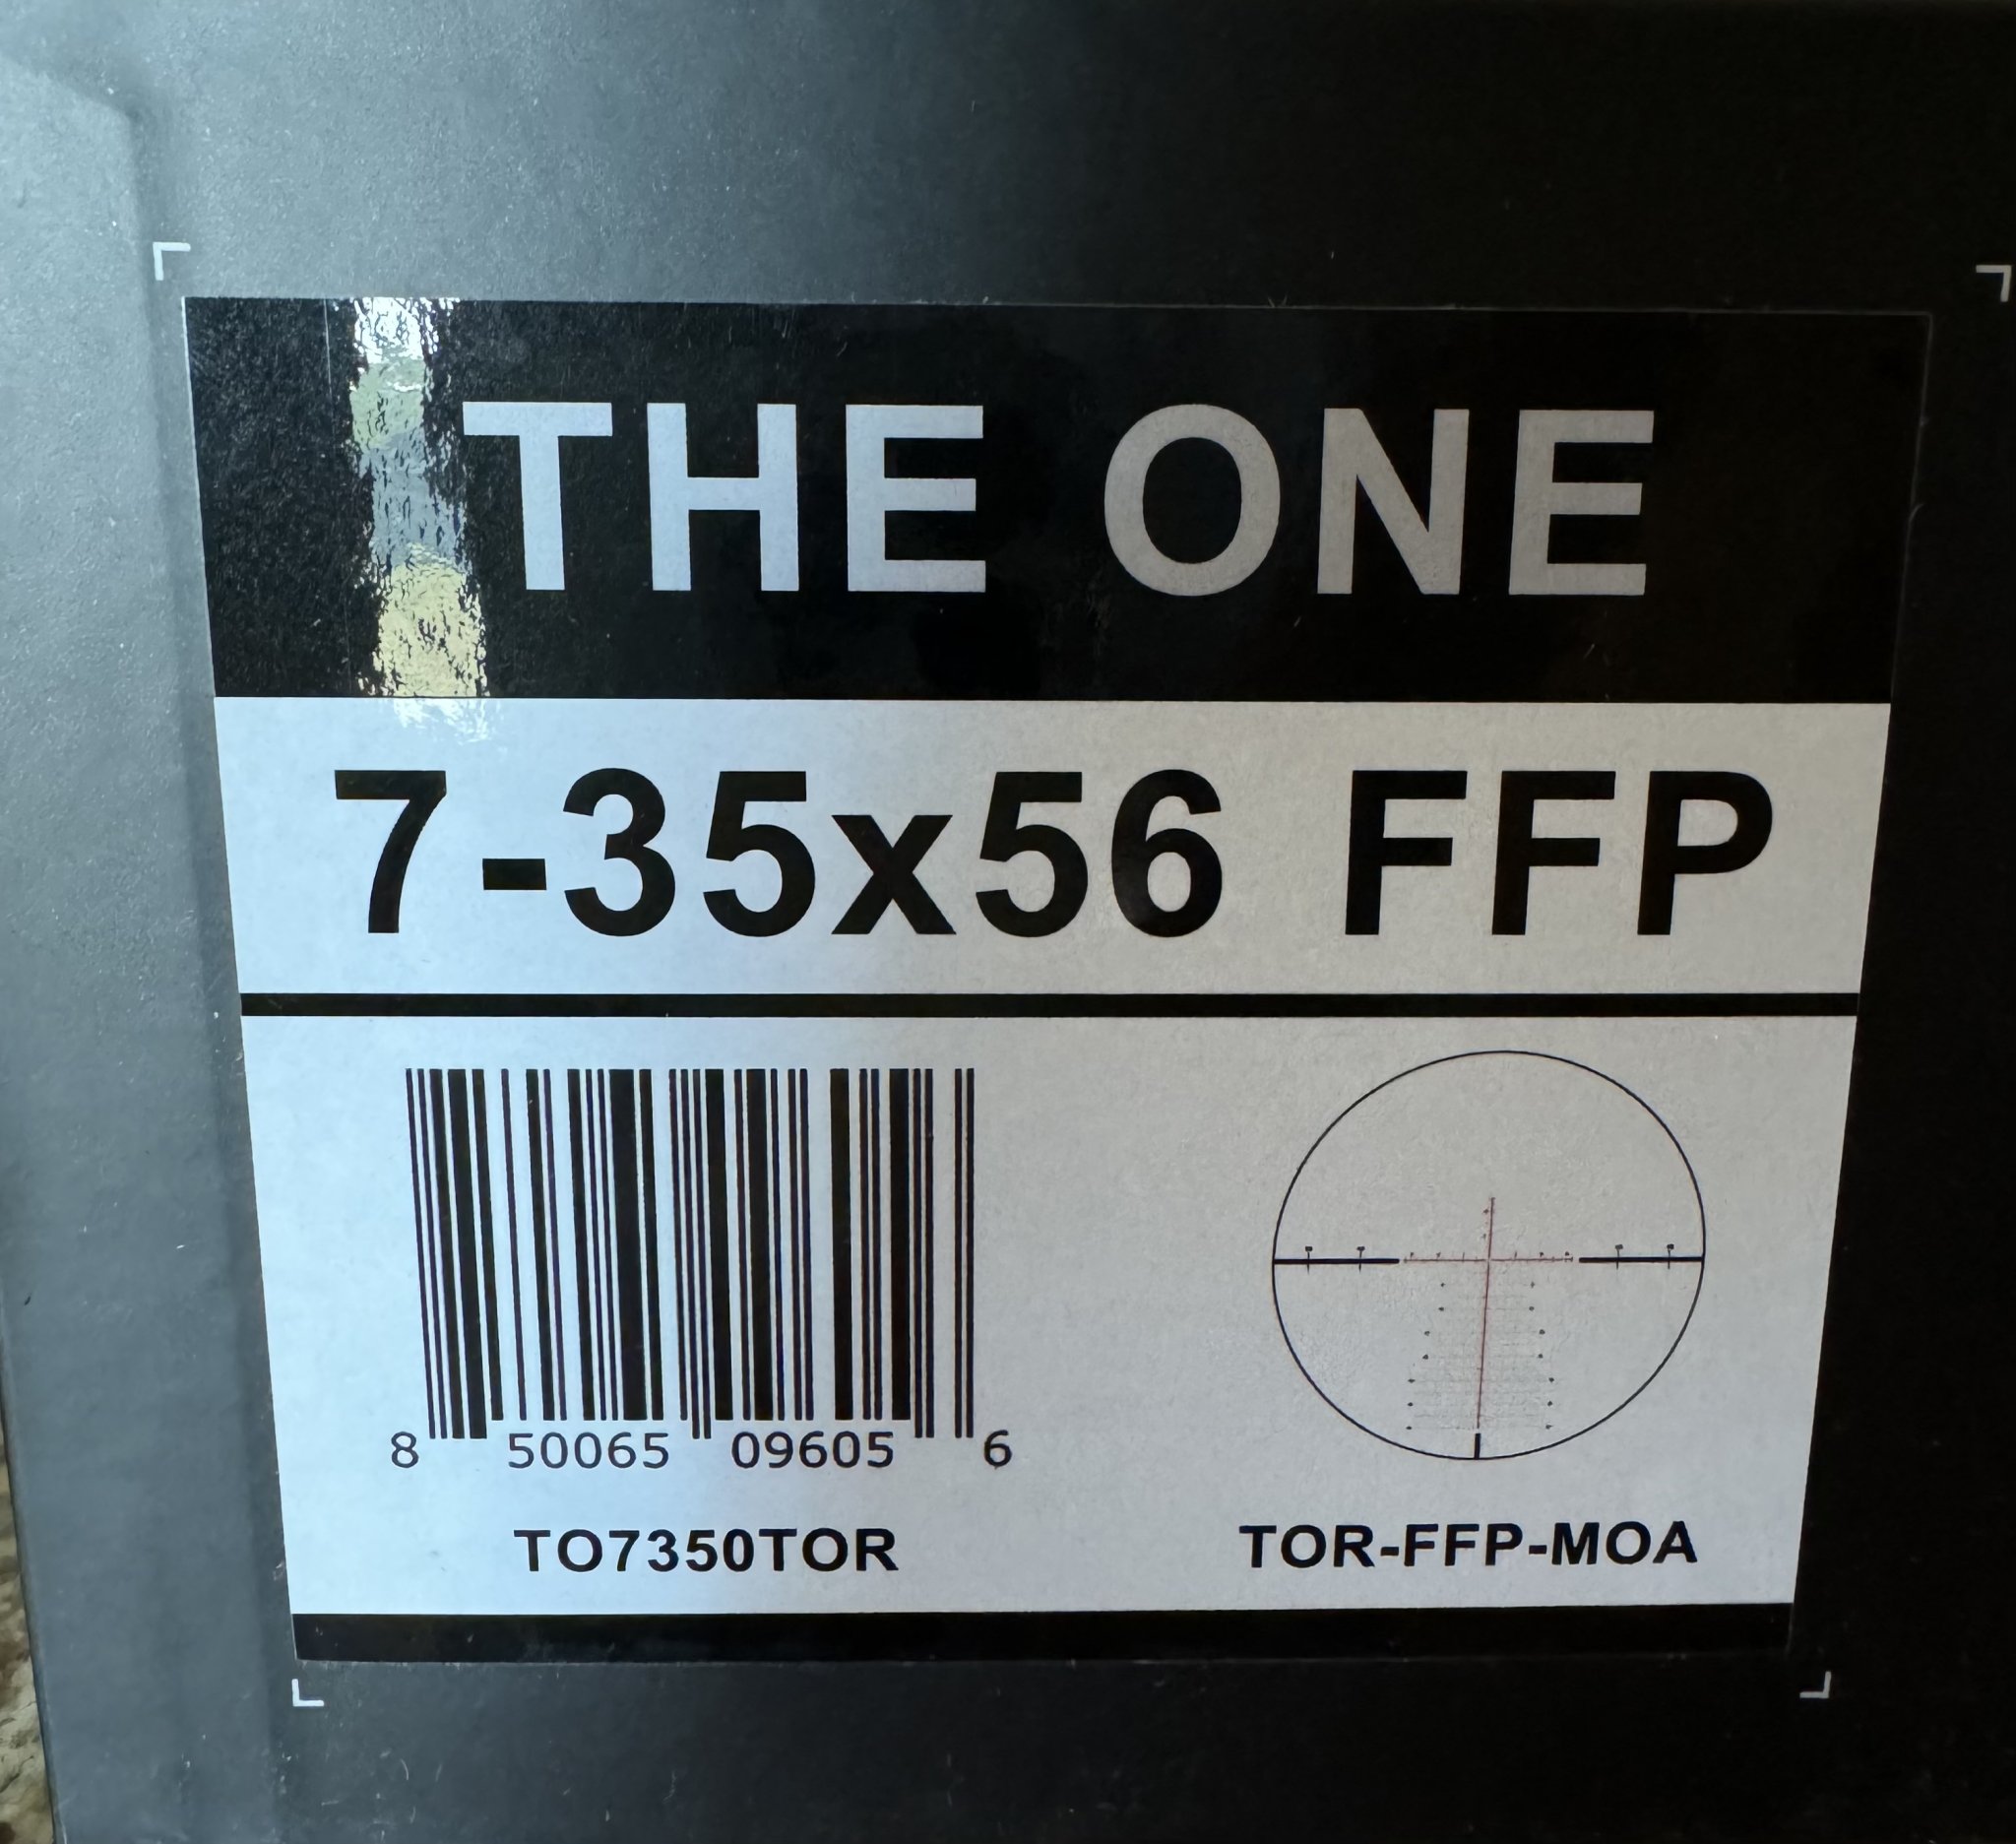 THE ONE
7-35x56 FFP
8 50065 09605 6
TO7350TOR
TOR-FFP-MOA